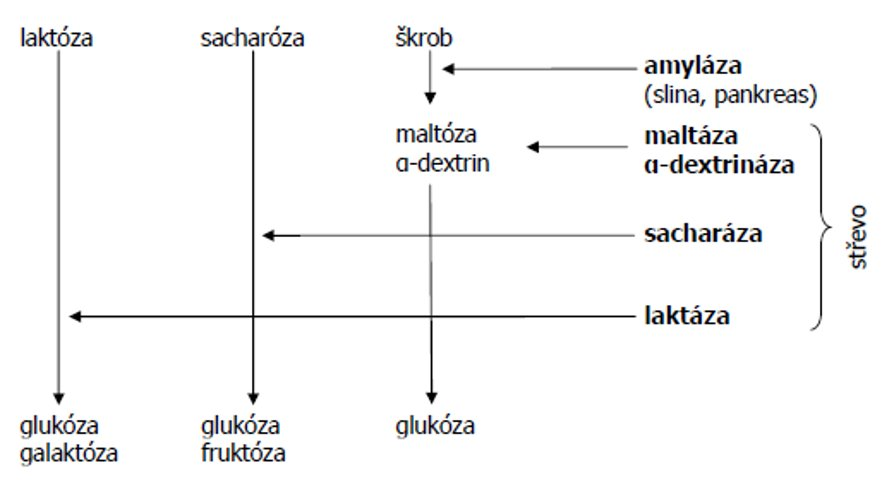 laktóza sacharóza škrob
amyláza
(slina, pankreas)
maltóza
α-dextrin
maltáza
α-dextrináza
sacharáza
střevo
laktáza
glukóza
galaktóza
glukóza
fruktóza
glukóza